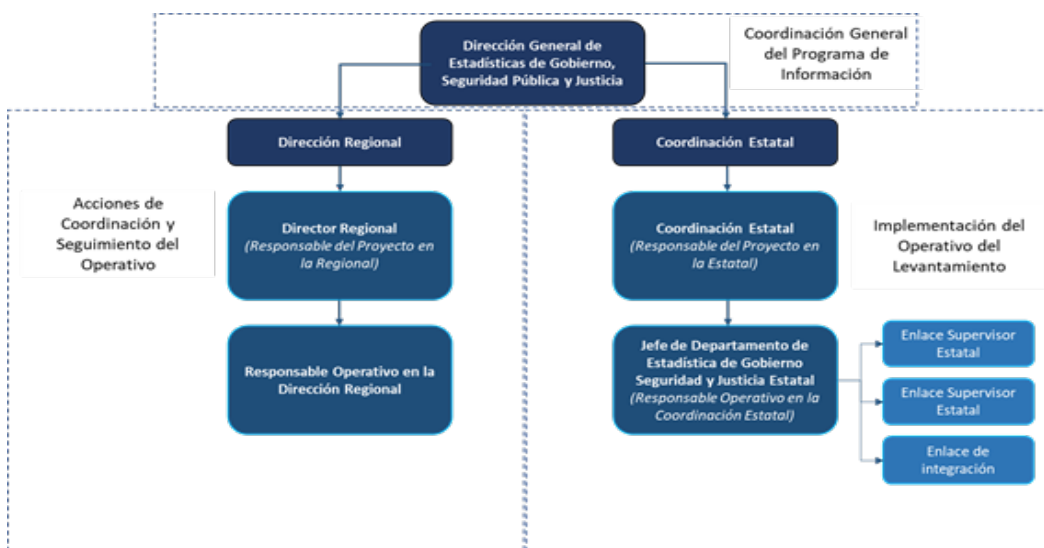 Dirección General de
Estadísticas de Gobierno,
Seguridad Pública y Justicia
Coordinación General
del Programa de
Información
Dirección Regional
Coordinación Estatal
Acciones de
Coordinación y
Seguimiento del
Operativo
Director Regional
(Responsable del Proyecto en
la Regional)
Coordinación Estatal
(Responsable del Proyecto en
la Estatal)
Implementación del
Operativo del
Levantamiento
Responsable Operativo en la
Dirección Regional
Jefe de Departamento de
Estadística de Gobierno
Seguridad y Justicia Estatal
(Responsable Operativo en la
Coordinación Estatal)
Enlace Supervisor
Estatal
Enlace Supervisor
Estatal
Enlace de
integración